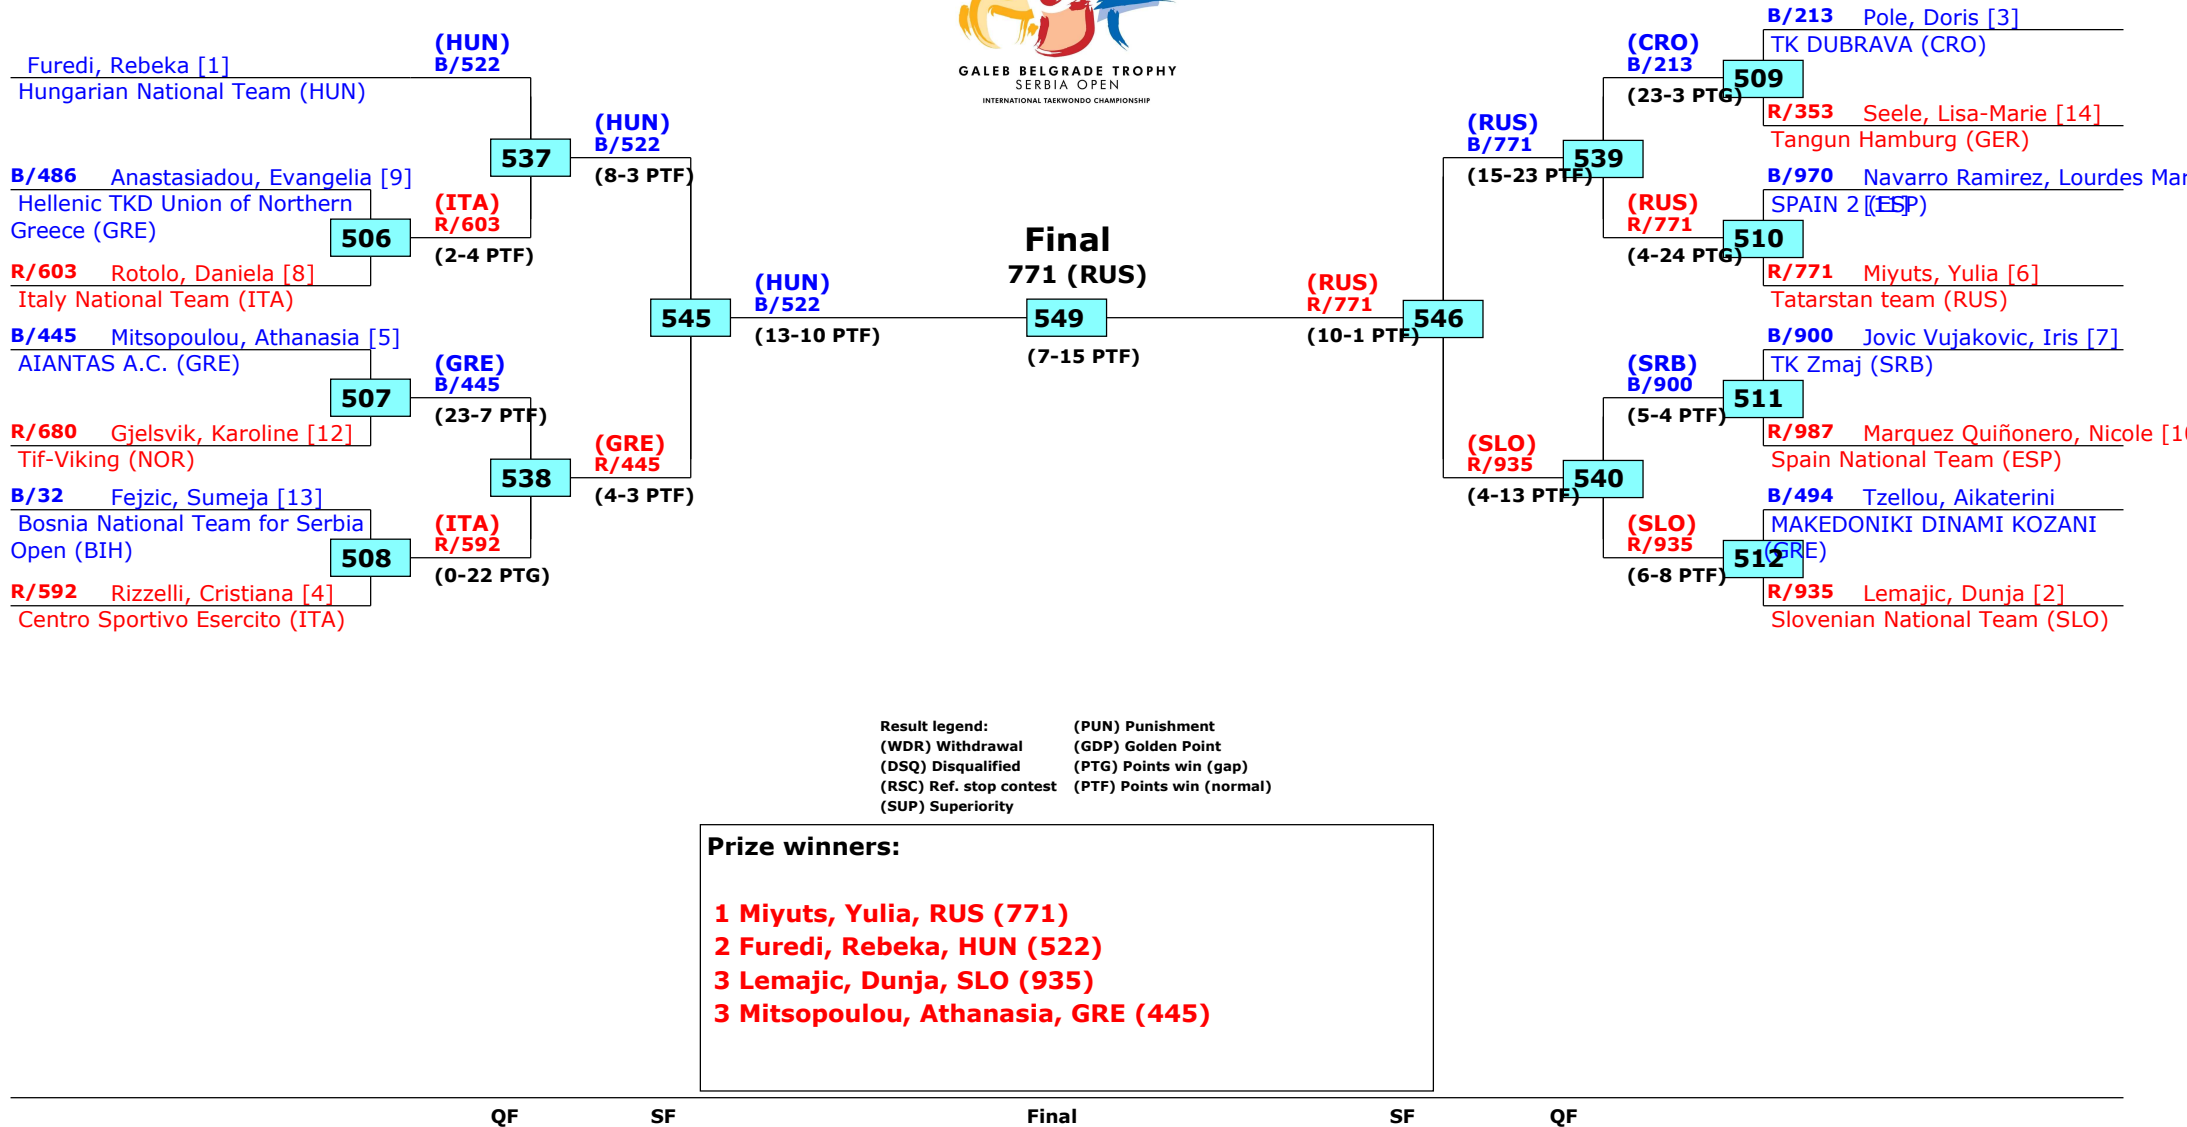 GALEB BELGRADE TROPHY
SERBIA OPEN
INTERNATIONAL TAEKWONDO CHAMPIONSHIP
Furedi, Rebeka [1]
Hungarian National Team (HUN)
B/486 Anastasiadou, Evangelia [9]
Hellenic TKD Union of Northern
Greece (GRE)
506
R/603 Rotolo, Daniela [8]
Italy National Team (ITA)
B/445 Mitsopoulou, Athanasia [5]
AIANTAS A.C. (GRE)
507
R/680 Gjelsvik, Karoline [12]
Tif-Viking (NOR)
B/32 Fejzic, Sumeja [13]
Bosnia National Team for Serbia
Open (BIH)
508
R/592 Rizzelli, Cristiana [4]
Centro Sportivo Esercito (ITA)
(HUN)
B/522
537
(ITA)
R/603
(2-4 PTF)
(GRE)
B/445
(23-7 PTF)
538
(ITA)
R/592
(0-22 PTG)
(HUN)
B/522
(8-3 PTF)
545
(GRE)
R/445
(4-3 PTF)
(HUN)
B/522
(13-10 PTF)
Final
771 (RUS)
549
(7-15 PTF)
(RUS)
R/771
(10-1 PTF)
546
(RUS)
B/771
(15-23 PTF)
539
(SLO)
R/935
(4-13 PTF)
540
(CRO)
B/213
(23-3 PTG)
509
(RUS)
R/771
(4-24 PTG)
510
(SRB)
B/900
(5-4 PTF)
511
(SLO)
R/935
(6-8 PTF)
512
B/213 Pole, Doris [3]
TK DUBRAVA (CRO)
R/353 Seele, Lisa-Marie [14]
Tangun Hamburg (GER)
B/970 Navarro Ramirez, Lourdes Mar
[11]
SPAIN 2 (ESP)
R/771 Miyuts, Yulia [6]
Tatarstan team (RUS)
B/900 Jovic Vujakovic, Iris [7]
TK Zmaj (SRB)
R/987 Marquez Quiñonero, Nicole [10
Spain National Team (ESP)
B/494 Tzellou, Aikaterini
MAKEDONIKI DINAMI KOZANI
(GRE)
R/935 Lemajic, Dunja [2]
Slovenian National Team (SLO)
Result legend: (PUN) Punishment
(WDR) Withdrawal (GDP) Golden Point
(DSQ) Disqualified (PTG) Points win (gap)
(RSC) Ref. stop contest (PTF) Points win (normal)
(SUP) Superiority
Prize winners:
1 Miyuts, Yulia, RUS (771)
2 Furedi, Rebeka, HUN (522)
3 Lemajic, Dunja, SLO (935)
3 Mitsopoulou, Athanasia, GRE (445)
QF SF Final SF QF